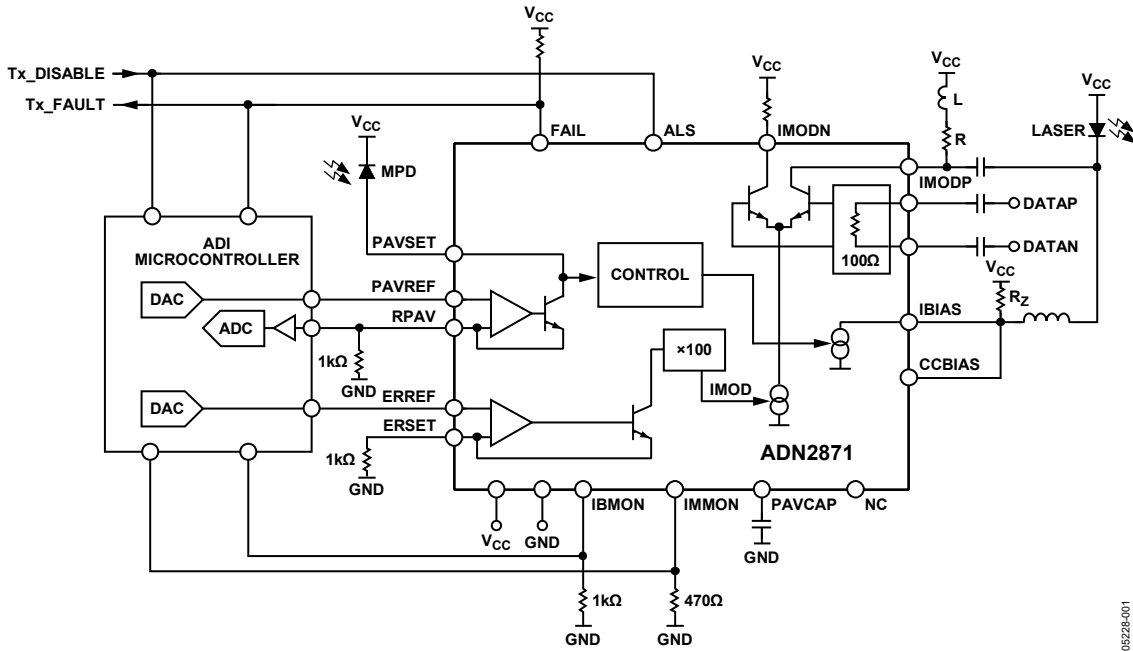 VCC
Tx_DISABLE
Tx_FAULT
VCC
MPD
FAIL
ALS
VCC
IMODN
VCC
L
R
VCC
LASER
IMODP
DATAP
DATAN
100Ω
ADI
MICROCONTROLLER
DAC
ADC
DAC
PAVSET
PAVREF
RPAV
1kΩ
GND
CONTROL
VCC
RZ
IBIAS
CCBIAS
×100
IMOD
ERREF
ERSET
1kΩ
GND
ADN2871
VCC
GND
IBMON
IMMON
PAVCAP
NC
GND
1kΩ
GND
470Ω
GND
05228-001